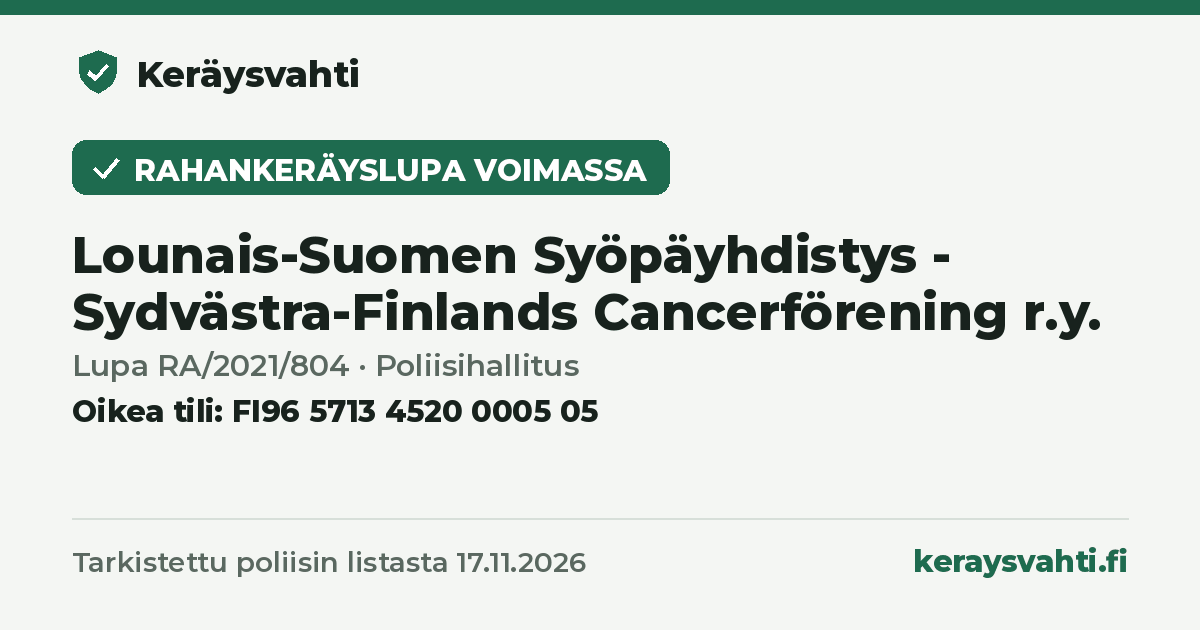 Keräysvahti
RAHANKERÄYSLUPA VOIMASSA
Lounais-Suomen Syöpäyhdistys -
Sydvästra-Finlands Cancerförening r.y.
Lupa RA/2021/804 · Poliisihallitus
Oikea tili: FI96 5713 4520 0005 05
Tarkistettu poliisin listasta 17.11.2026
keraysvahti.fi